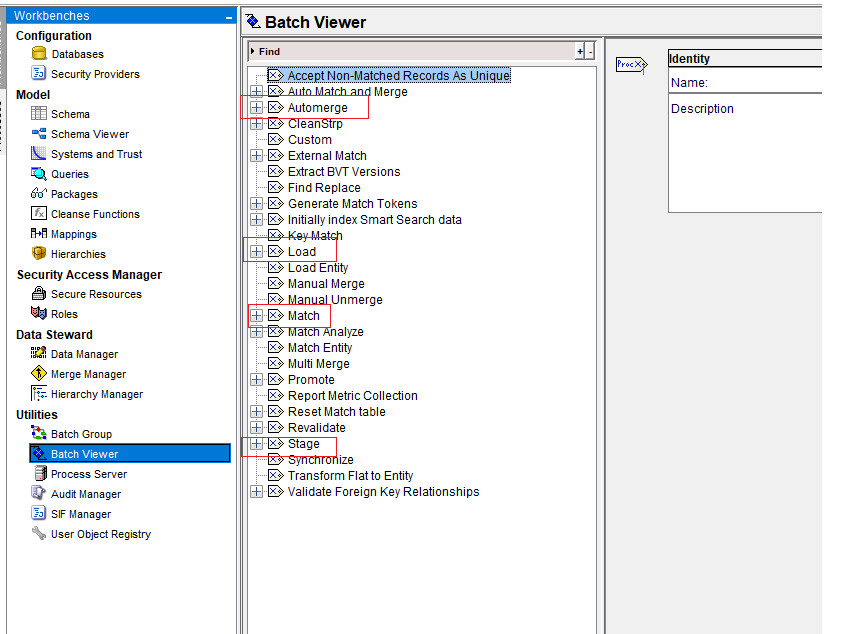 Workbenches
Configuration
Databases
Security Providers
Model
Schema
Schema Viewer
Systems and Trust
Queries
Packages
Cleanse Functions
Mappings
Hierarchies
Security Access Manager
Secure Resources
Roles
Data Steward
Data Manager
Merge Manager
Hierarchy Manager
Utilities
Batch Group
Batch Viewer
Process Server
Audit Manager
SIF Manager
User Object Registry
Batch Viewer
Find
Accept Non-Matched Records As Unique
Auto Match and Merge
Automerge
CleanStrp
Custom
External Match
Extract BVT Versions
Find Replace
Generate Match Tokens
Initially index Smart Search data
Key Match
Load
Load Entity
Manual Merge
Manual Unmerge
Match
Match Analyze
Match Entity
Multi Merge
Promote
Report Metric Collection
Reset Match table
Revalidate
Stage
Synchronize
Transform Flat to Entity
Validate Foreign Key Relationships
Proc
Identity
Name:
Description